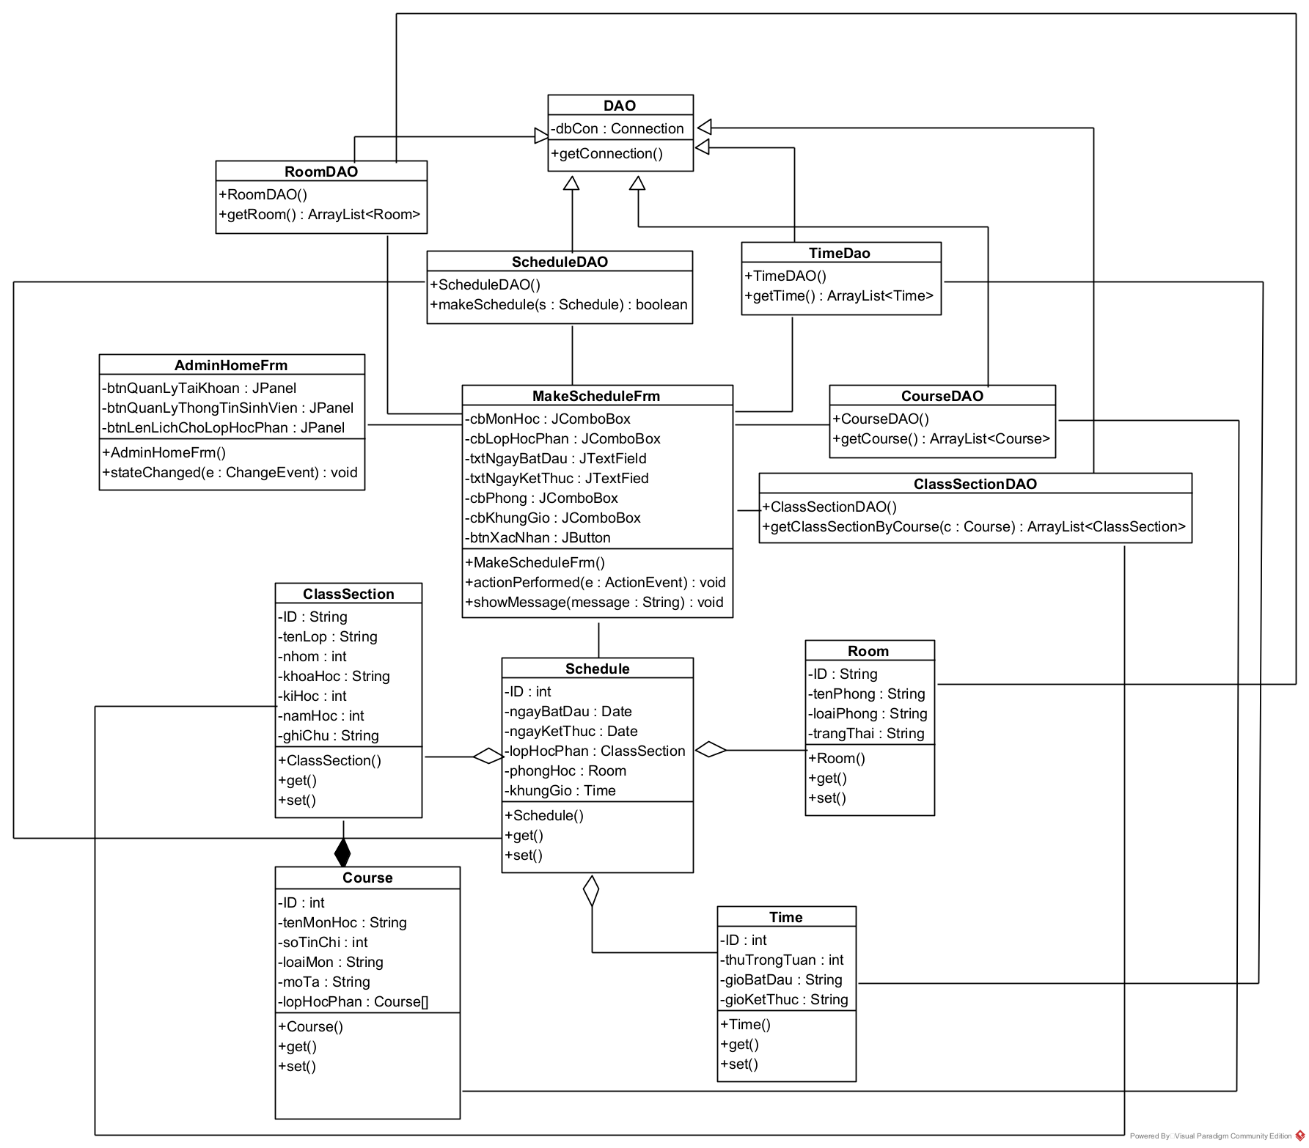 DAO
-dbCon : Connection
+getConnection()
RoomDAO
+RoomDAO()
+getRoom() : ArrayList<Room>
ScheduleDAO
+ScheduleDAO()
+makeSchedule(s : Schedule) : boolean
TimeDao
+TimeDAO()
+getTime() : ArrayList<Time>
AdminHomeFrm
-btnQuanLyTaiKhoan : JPanel
-btnQuanLyThongTinSinhVien : JPanel
-btnLenLichChoLopHocPhan : JPanel
+AdminHomeFrm()
+stateChanged(e : ChangeEvent) : void
MakeScheduleFrm
-cbMonHoc : JComboBox
-cbLopHocPhan : JComboBox
-txtNgayBatDau : JTextField
-txtNgayKetThuc : JTextFied
-cbPhong : JComboBox
-cbKhungGio : JComboBox
-btnXacNhan : JButton
+MakeScheduleFrm()
+actionPerformed(e : ActionEvent) : void
+showMessage(message : String) : void
CourseDAO
+CourseDAO()
+getCourse() : ArrayList<Course>
ClassSectionDAO
+ClassSectionDAO()
+getClassSectionByCourse(c : Course) : ArrayList<ClassSection>
ClassSection
-ID : String
-tenLop : String
-nhom : int
-khoaHoc : String
-kiHoc : int
-namHoc : int
-ghiChu : String
+ClassSection()
+get()
+set()
Schedule
-ID : int
-ngayBatDau : Date
-ngayKetThuc : Date
-lopHocPhan : ClassSection
-phongHoc : Room
-khungGio : Time
+Schedule()
+get()
+set()
Room
-ID : String
-tenPhong : String
-loaiPhong : String
-trangThai : String
+Room()
+get()
+set()
Course
-ID : int
-tenMonHoc : String
-soTinChi : int
-loaiMon : String
-moTa : String
-lopHocPhan : Course[]
+Course()
+get()
+set()
Time
-ID : int
-thuTrongTuan : int
-gioBatDau : String
-gioKetThuc : String
+Time()
+get()
+set()
Powered By : Visual Paradigm Community Edition